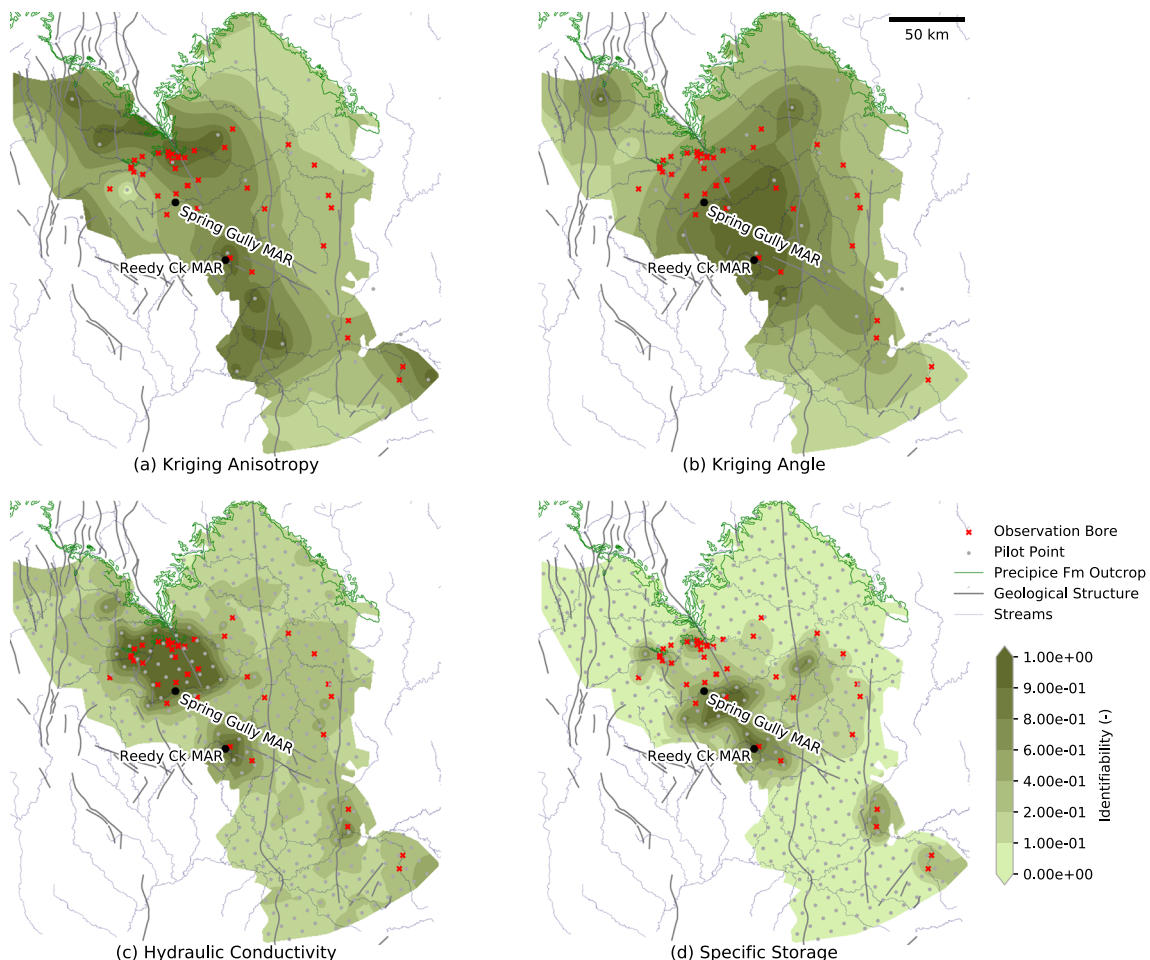 50 km
Spring Gully MAR
Reedy Ck MAR
(a) Kriging Anisotropy
Spring Gully MAR
Reedy Ck MAR
(b) Kriging Angle
Spring Gully MAR
Reedy Ck MAR
(c) Hydraulic Conductivity
Spring Gully MAR
Reedy Ck MAR
(d) Specific Storage
Observation Bore
Pilot Point
Precipice Fm Outcrop
Geological Structure
Streams
1.00e+00
9.00e-01
8.00e-01
6.00e-01
4.00e-01
2.00e-01
1.00e-01
0.00e+00
Identifiability (-)